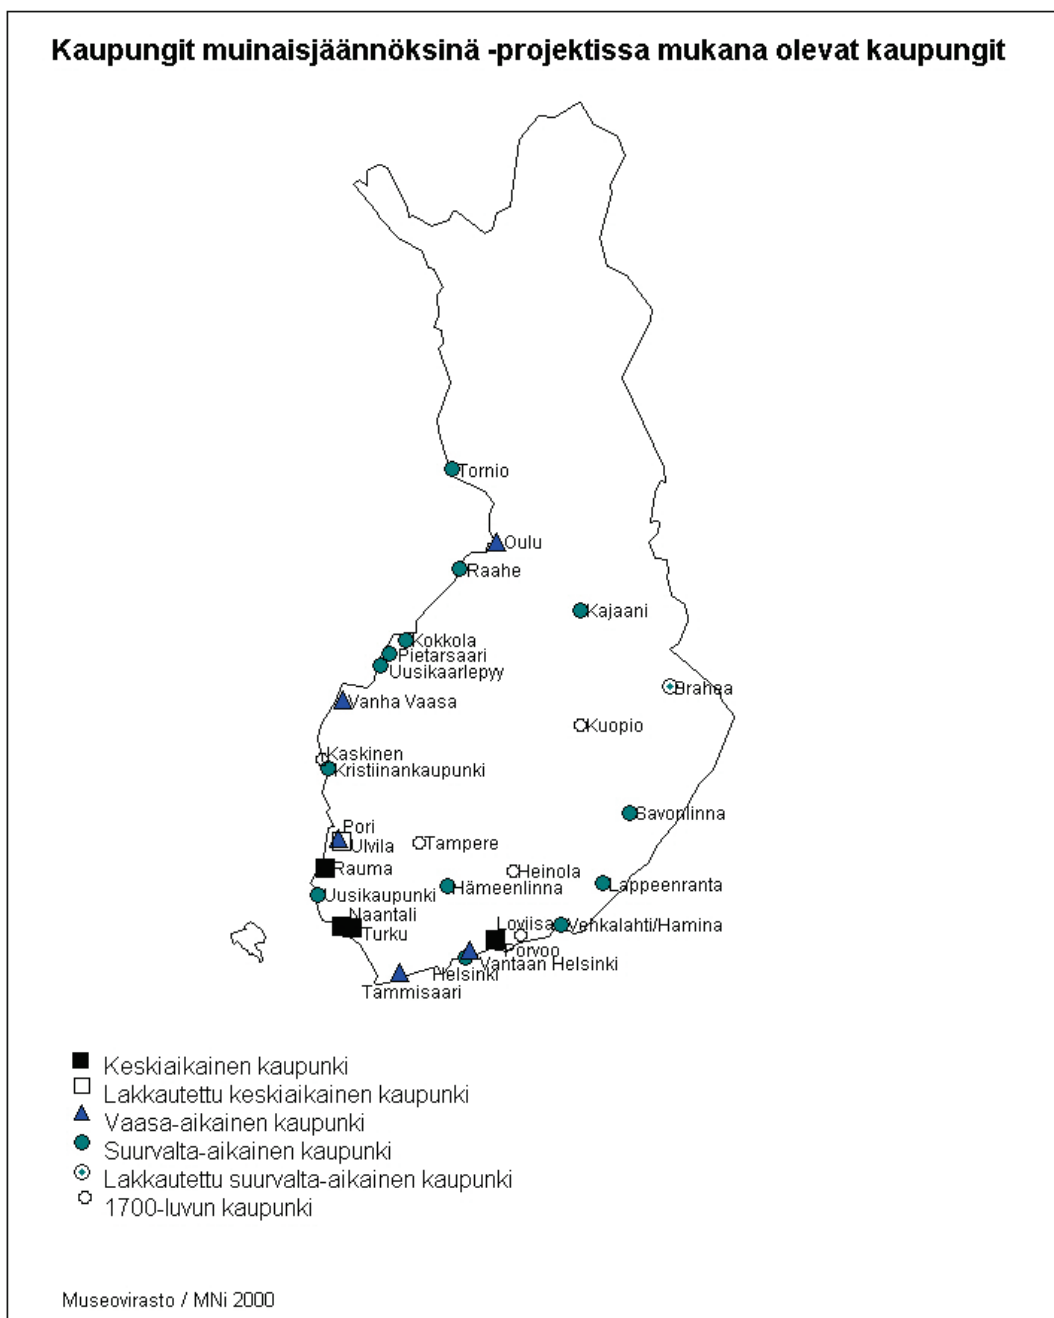 Kaupungit muinaisjäännöksinä -projektissa mukana olevat kaupungit
Tornio
Oulu
Raahe
Kajaani
Kokkola
Pietarsaari
Uusikaarlepyy
Brahea
Vanha Vaasa
Kuopio
Kaskinen
Kristiinankaupunki
Savonlinna
Pori
Ulvila
Tampere
Rauma
Heinola
Hämeenlinna
Lappeenranta
Uusikaupunki
Naantali
Turku
Loviisa
Vehkalahti/Hamina
Porvoo
Vantaan Helsinki
Helsinki
Tammisaari
Keskiaikainen kaupunki
Lakkautettu keskiaikainen kaupunki
Vaasa-aikainen kaupunki
Suurvalta-aikainen kaupunki
Lakkautettu suurvalta-aikainen kaupunki
1700-luvun kaupunki
Museovirasto / MNi 2000